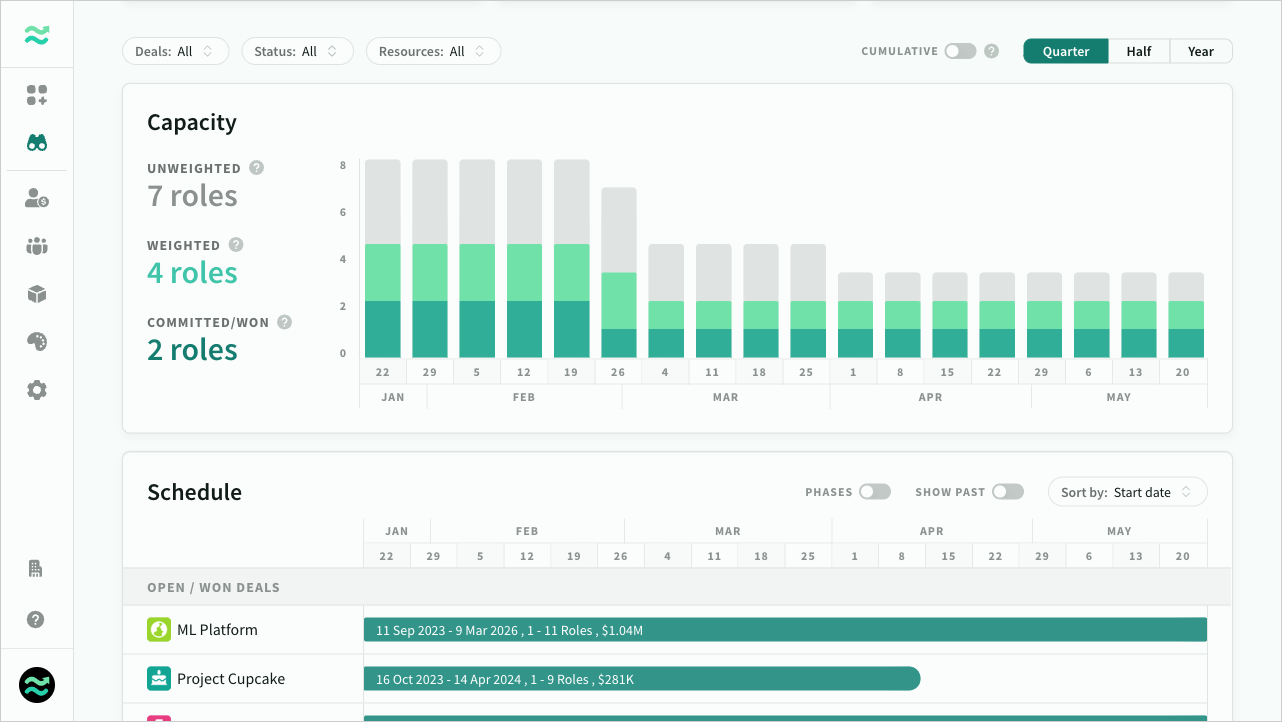 Deals: All
Status: All
Resources: All
CUMULATIVE
?
Quarter
Half
Year
Capacity
UNWEIGHTED ?
7 roles
WEIGHTED ?
4 roles
COMMITTED/WON ?
2 roles
8
6
4
2
0
22 29 5 12 19 26 4 11 18 25 1 8 15 22 29 6 13 20
JAN FEB MAR APR MAY
Schedule
PHASES
SHOW PAST
Sort by: Start date
JAN FEB MAR APR MAY
22 29 5 12 19 26 4 11 18 25 1 8 15 22 29 6 13 20
OPEN / WON DEALS
ML Platform
11 Sep 2023 - 9 Mar 2026 , 1 - 11 Roles , $1.04M
Project Cupcake
16 Oct 2023 - 14 Apr 2024 , 1 - 9 Roles , $281K